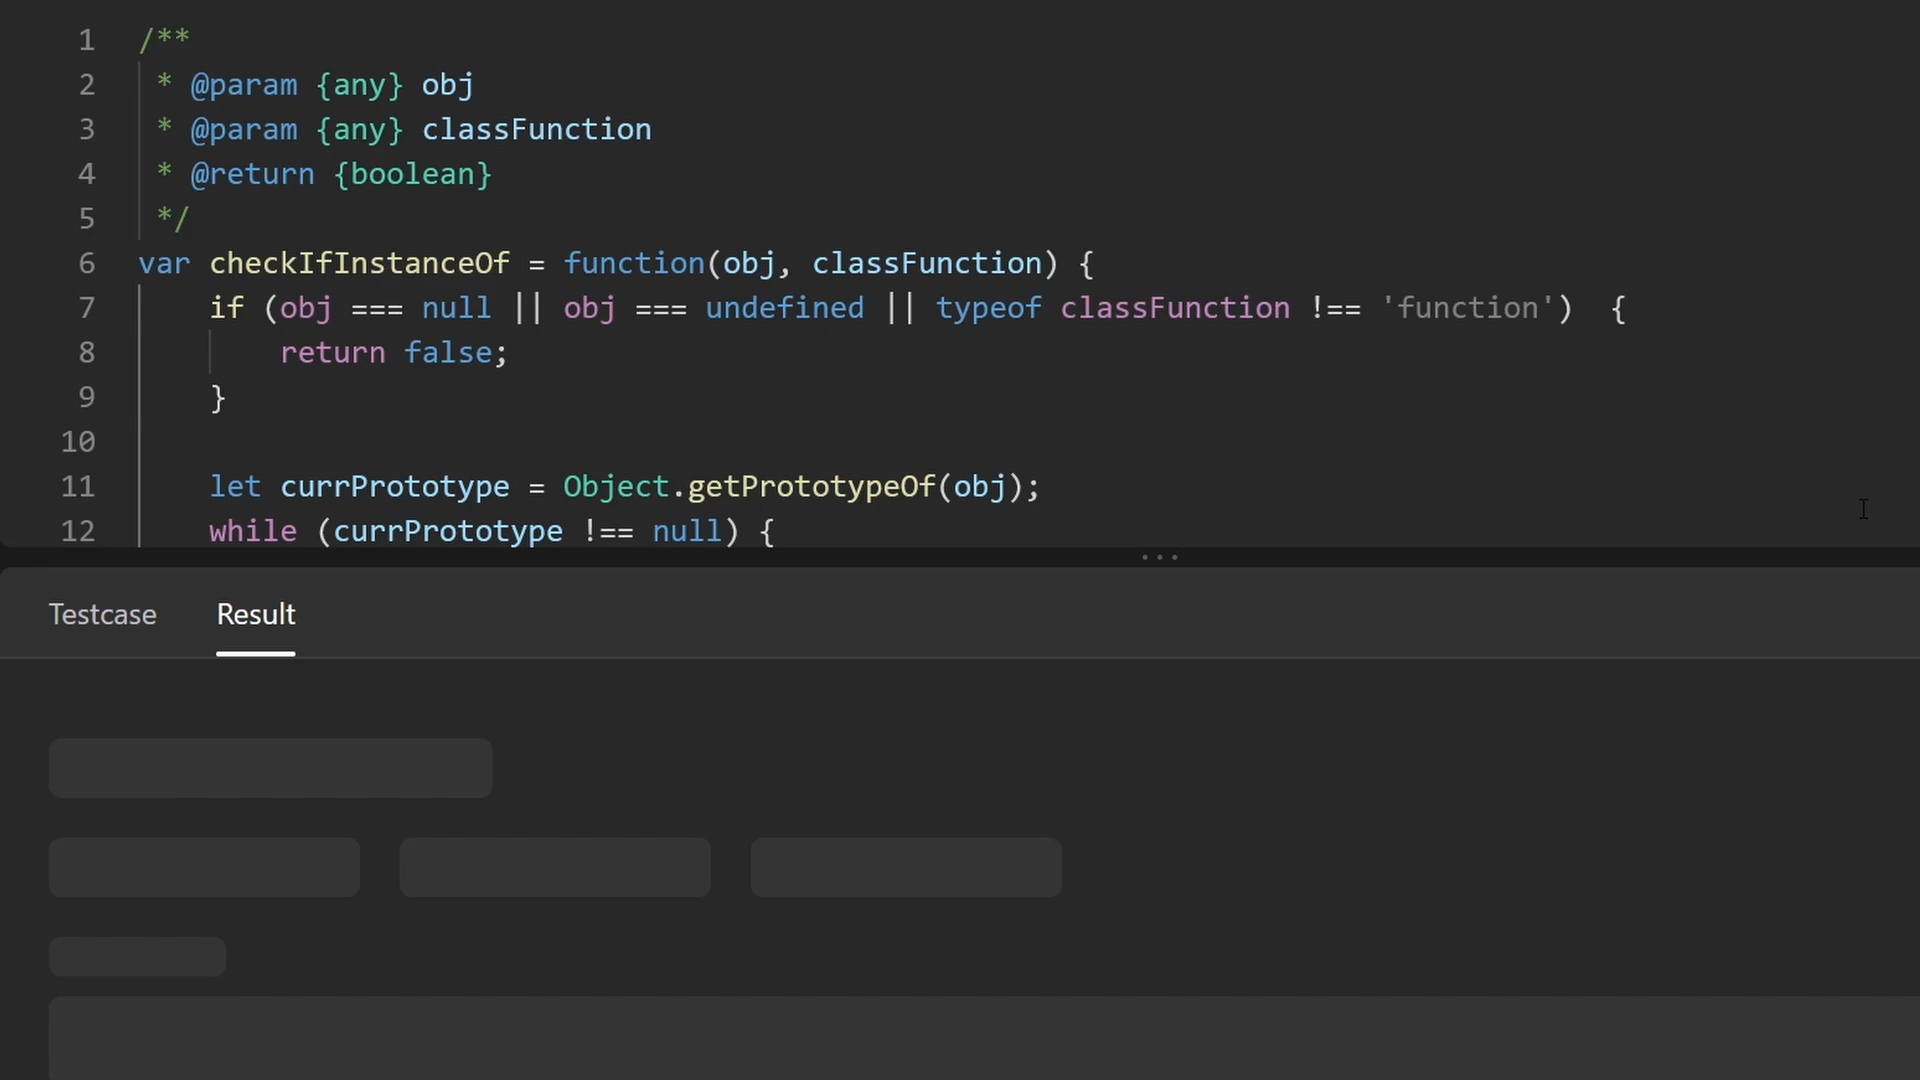 1 /**
2  * @param {any} obj
3  * @param {any} classFunction
4  * @return {boolean}
5  */
6 var checkIfInstanceOf = function(obj, classFunction) {
7     if (obj === null || obj === undefined || typeof classFunction !== 'function')  {
8         return false;
9     }
10
11     let currPrototype = Object.getPrototypeOf(obj);
12     while (currPrototype !== null) {
Testcase Result